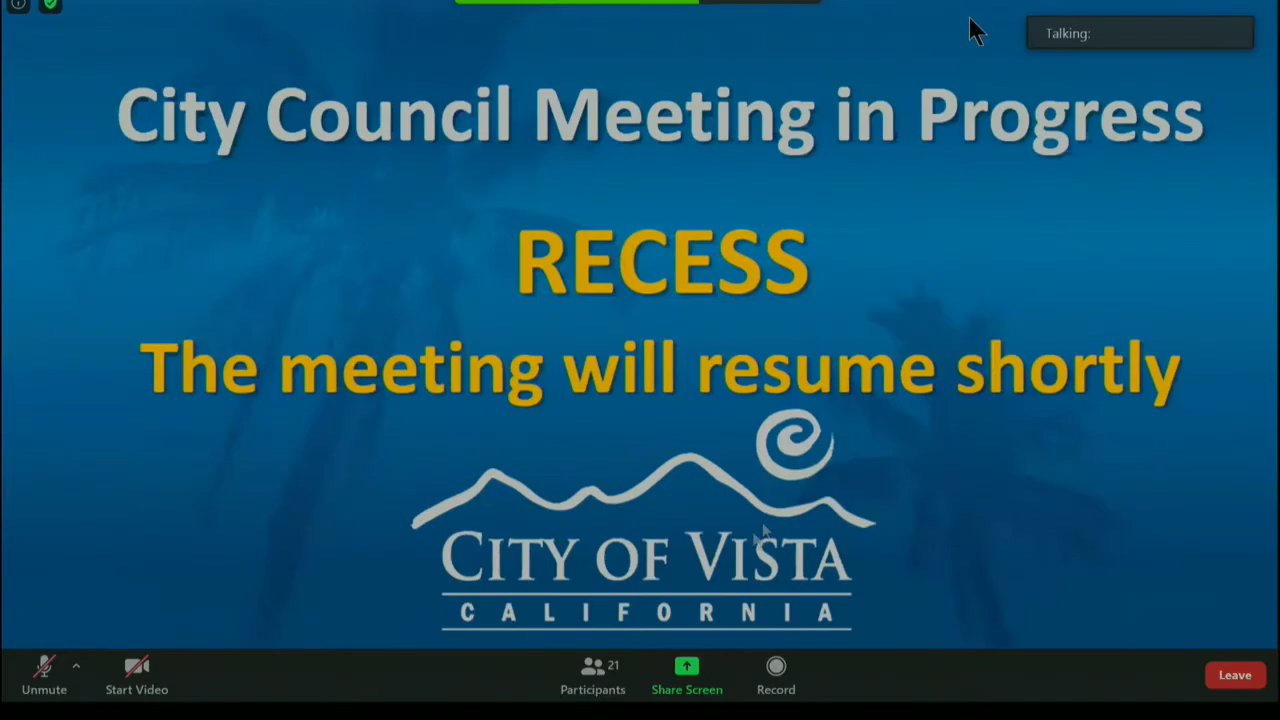 Talking:
City Council Meeting in Progress
RECESS
The meeting will resume shortly
CITY OF VISTA
CALIFORNIA
Unmute
Start Video
21
Participants
Share Screen
Record
Leave